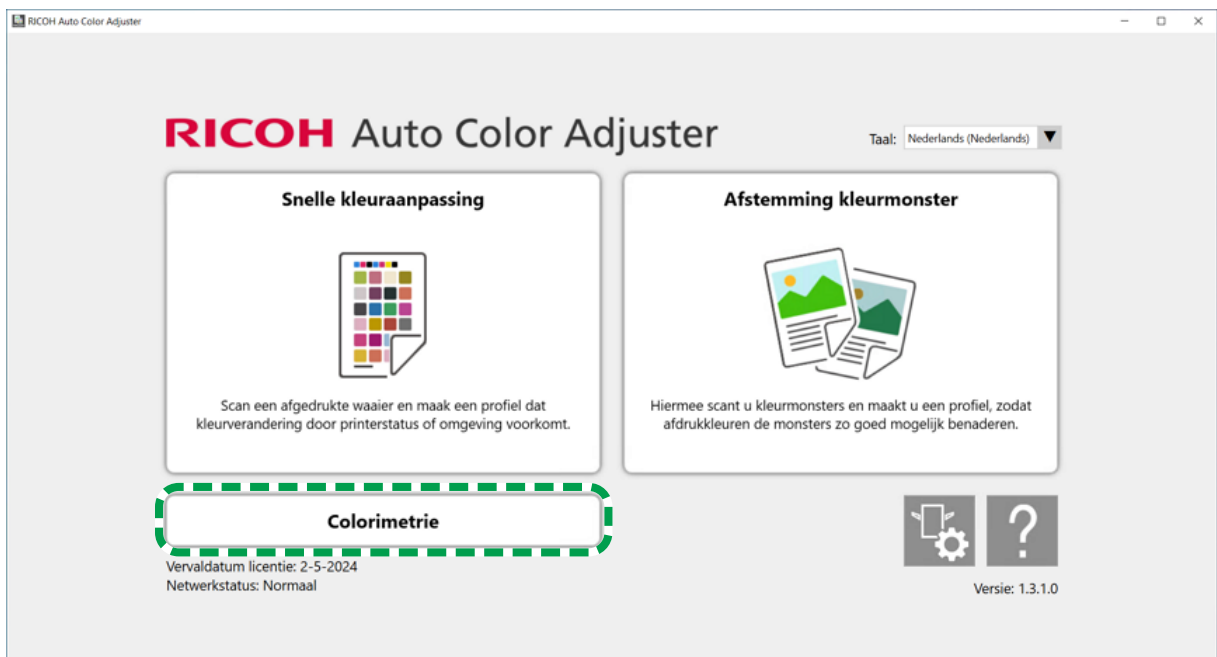 RICOH Auto Color Adjuster
RICOH Auto Color Adjuster
Taal: Nederlands (Nederlands)
Snelle kleuraanpassing
Scan een afgedrukte waaier en maak een profiel dat
kleurverandering door printerstatus of omgeving voorkomt.
Afstemming kleurmonster
Hiermee scant u kleurmonsters en maakt u een profiel, zodat
afdrukkleuren de monsters zo goed mogelijk benaderen.
Colorimetrie
?
Vervaldatum licentie: 2-5-2024
Netwerkstatus: Normaal
Versie: 1.3.1.0